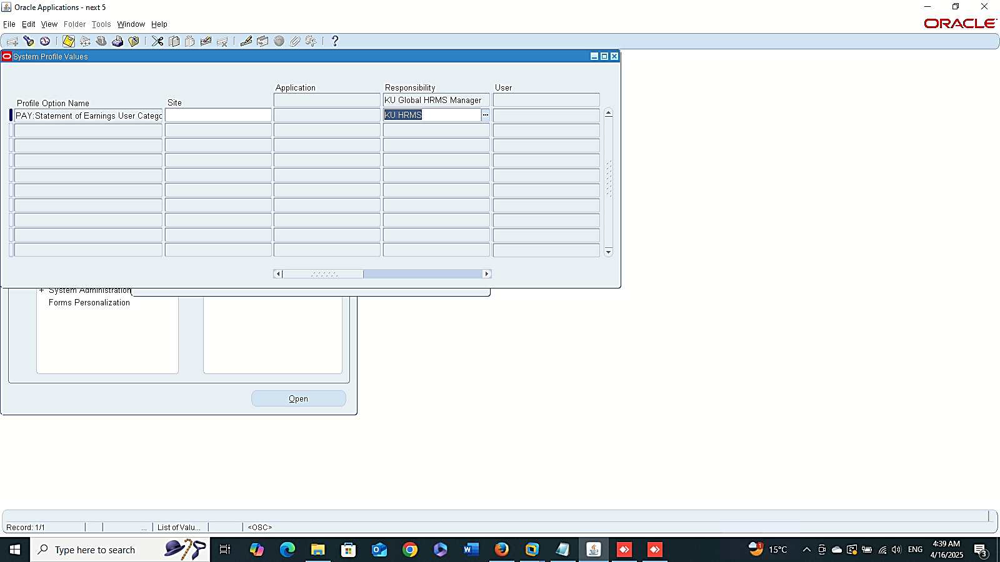 Oracle Applications - next 5
File Edit View Folder Tools Window Help
ORACLE
System Profile Values
Application Responsibility User
Profile Option Name Site KU Global HRMS Manager
PAY:Statement of Earnings User Catego KU HRMS
+ System Administration
Forms Personalization
Open
Record: 1/1 ... List of Valu... <OSC>
Type here to search
15°C
ENG
4:39 AM
4/16/2025
3